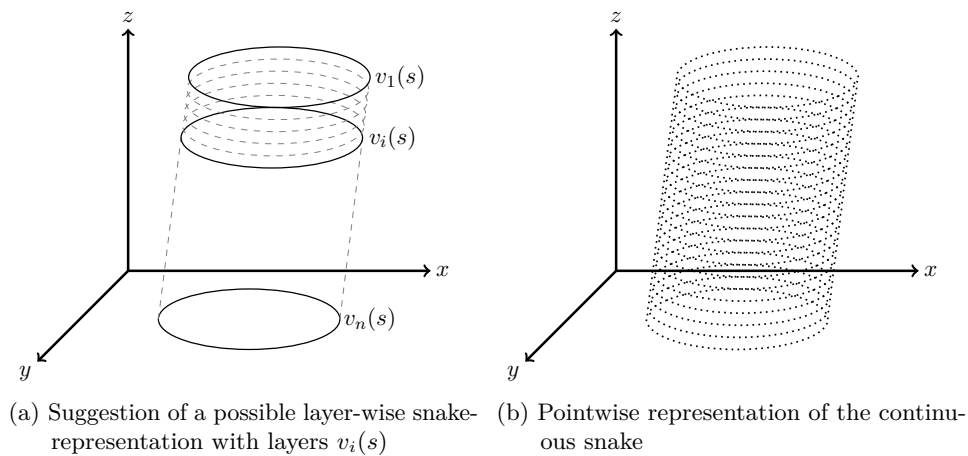 z
v₁(s)
vᵢ(s)
x
vₙ(s)
y
(a) Suggestion of a possible layer-wise snake-
representation with layers vᵢ(s)
z
x
y
(b) Pointwise representation of the continu-
ous snake